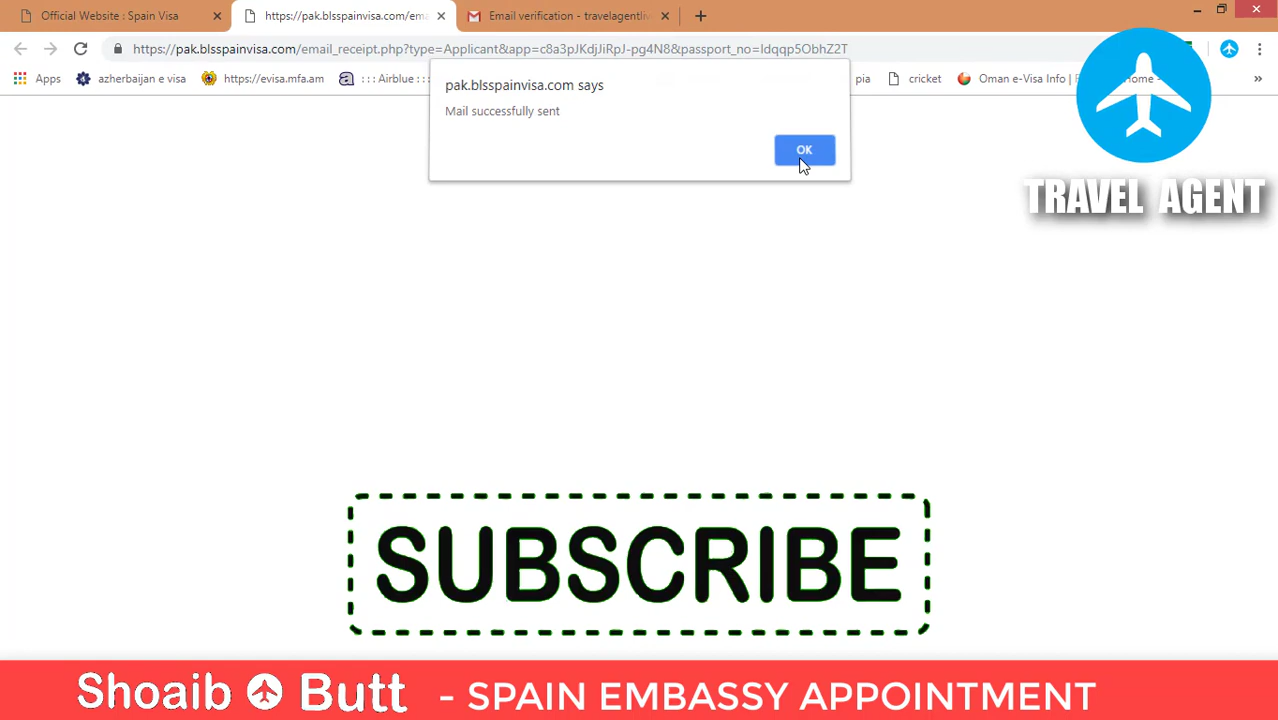 Official Website : Spain Visa
https://pak.blsspainvisa.com/ema
Email verification - travelagentliv
https://pak.blsspainvisa.com/email_receipt.php?type=Applicant&app=c8a3pJKdjJiRpJ-pg4N8&passport_no=ldqqp5ObhZ2T
Apps
azherbaijan e visa
https://evisa.mfa.am
: : : Airblue : :
pia
cricket
Oman e-Visa Info |
Home -
»
pak.blsspainvisa.com says
Mail successfully sent
OK
TRAVEL AGENT
SUBSCRIBE
Shoaib Butt - SPAIN EMBASSY APPOINTMENT